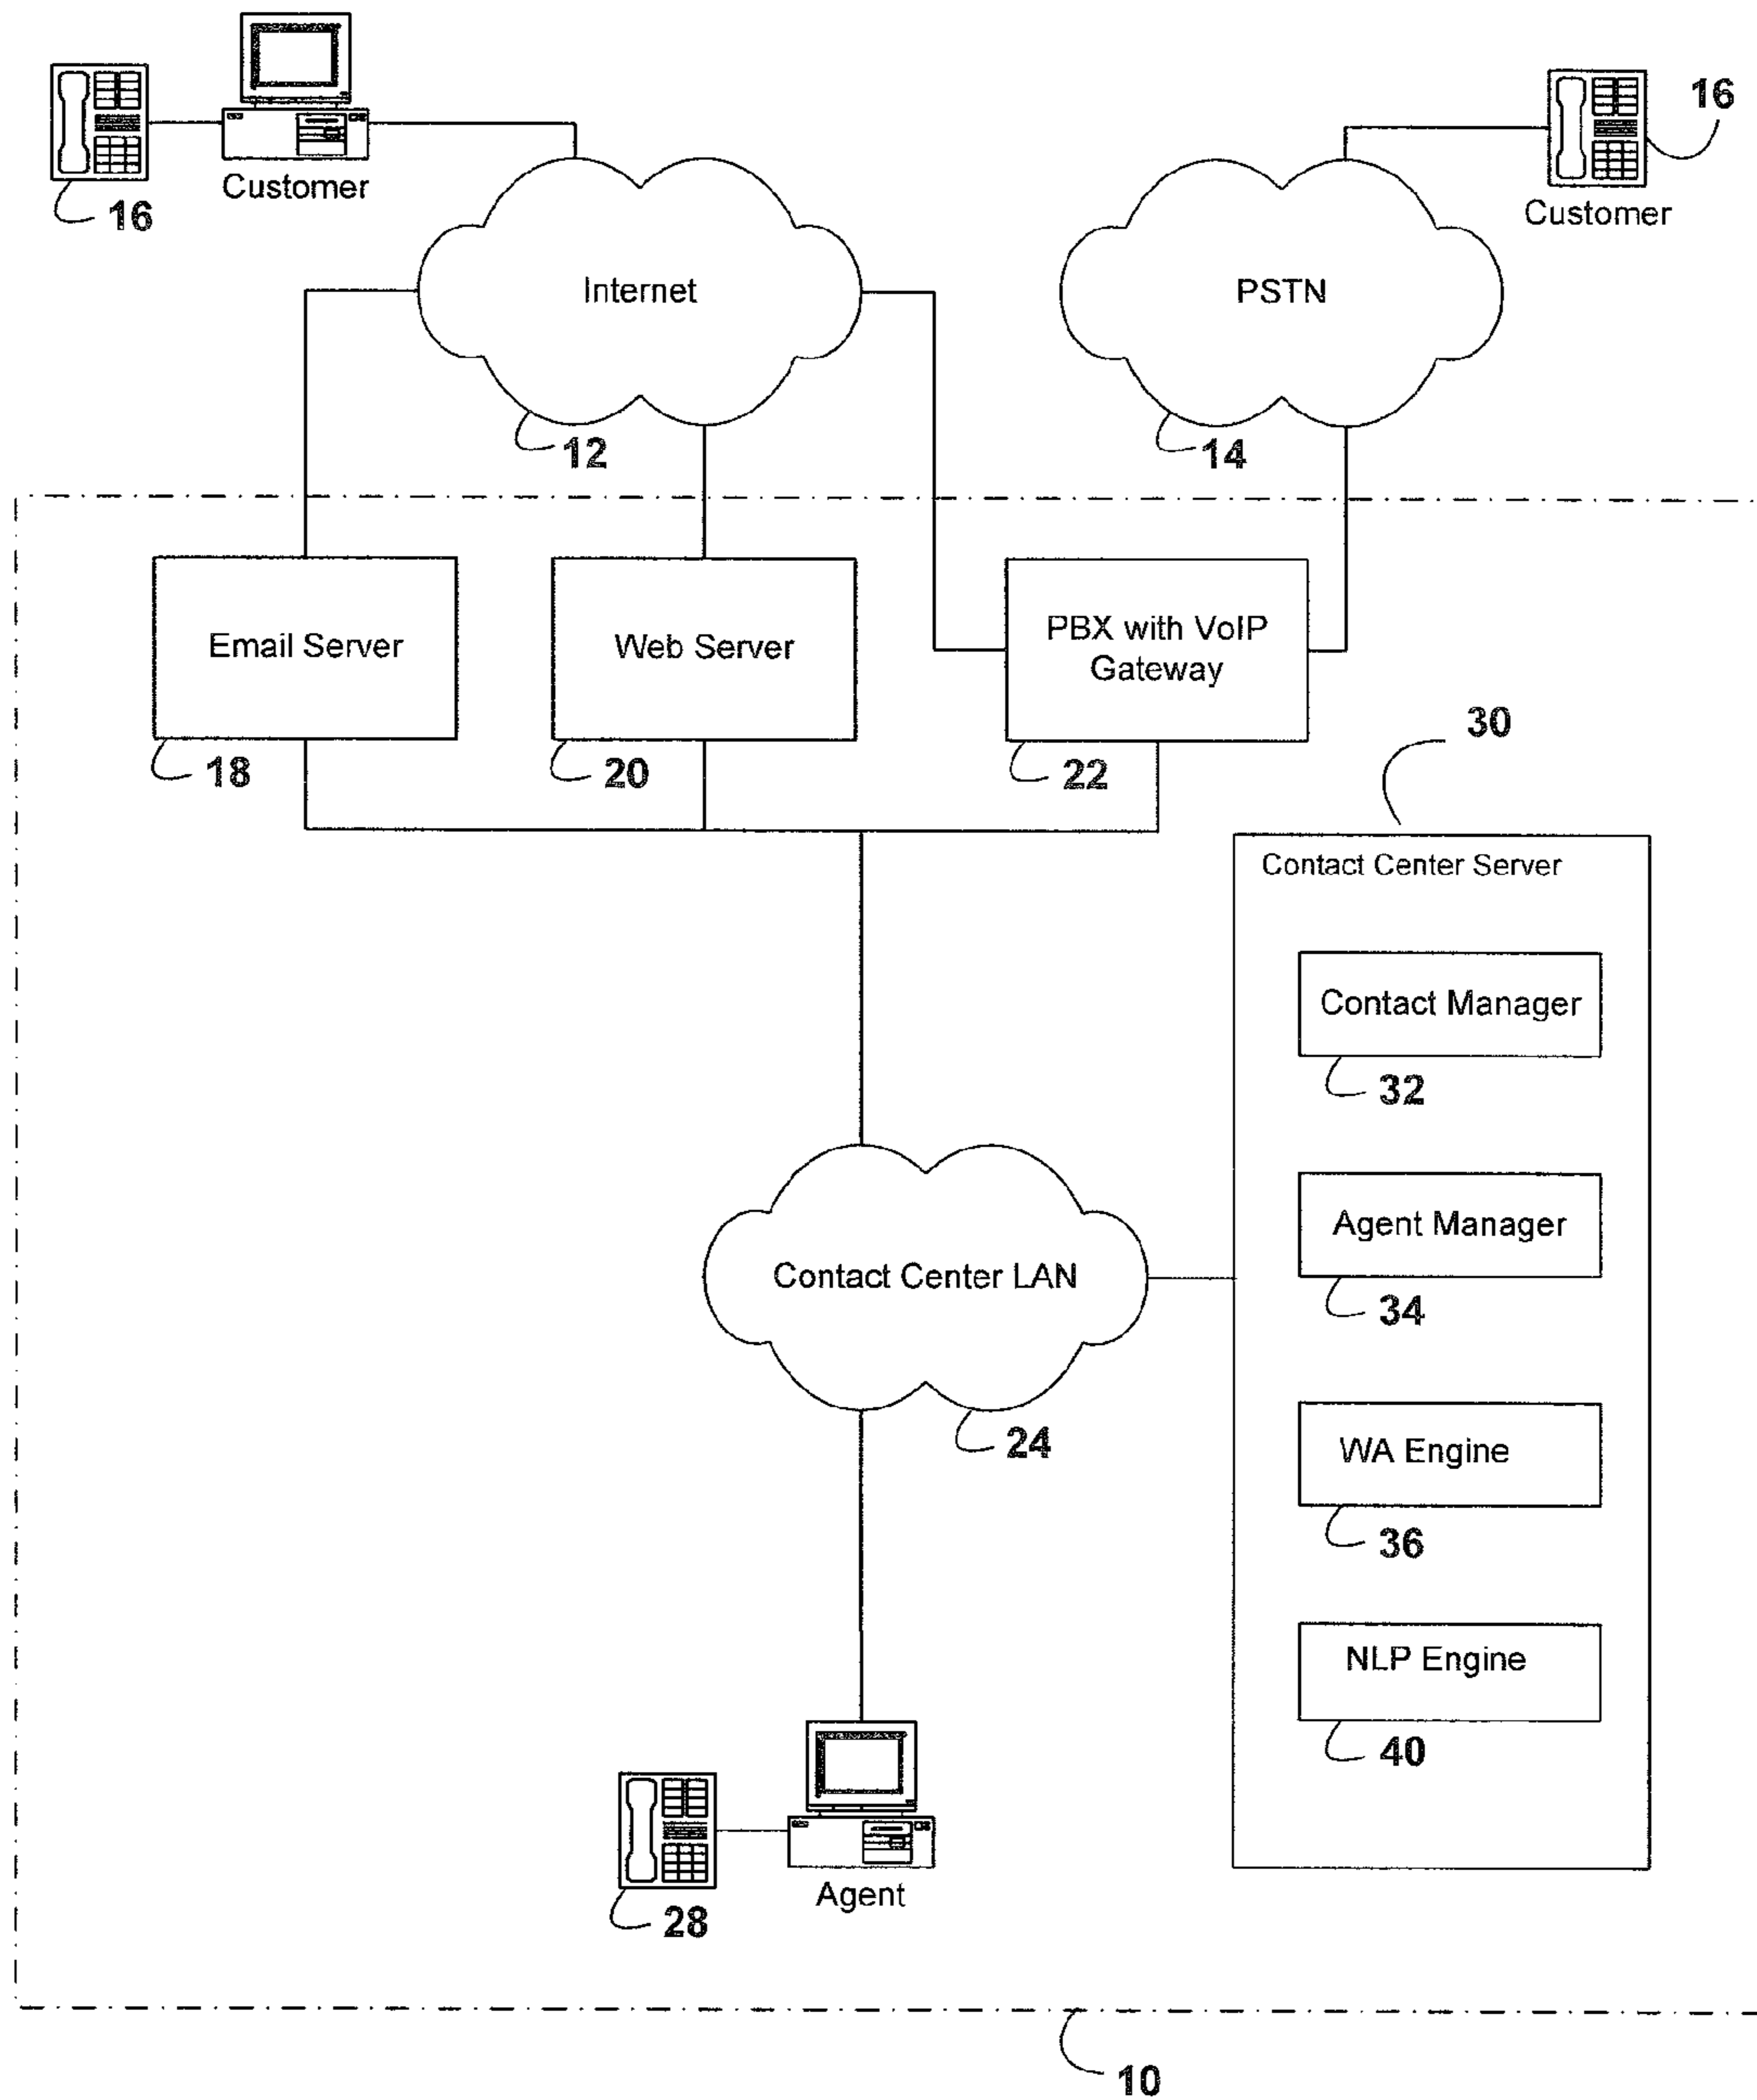 16
Customer
16
Customer
Internet
PSTN
12
14
Email Server
Web Server
PBX with VoIP
Gateway
18
20
22
30
Contact Center Server
Contact Manager
32
Agent Manager
34
Contact Center LAN
24
WA Engine
36
NLP Engine
40
Agent
28
10